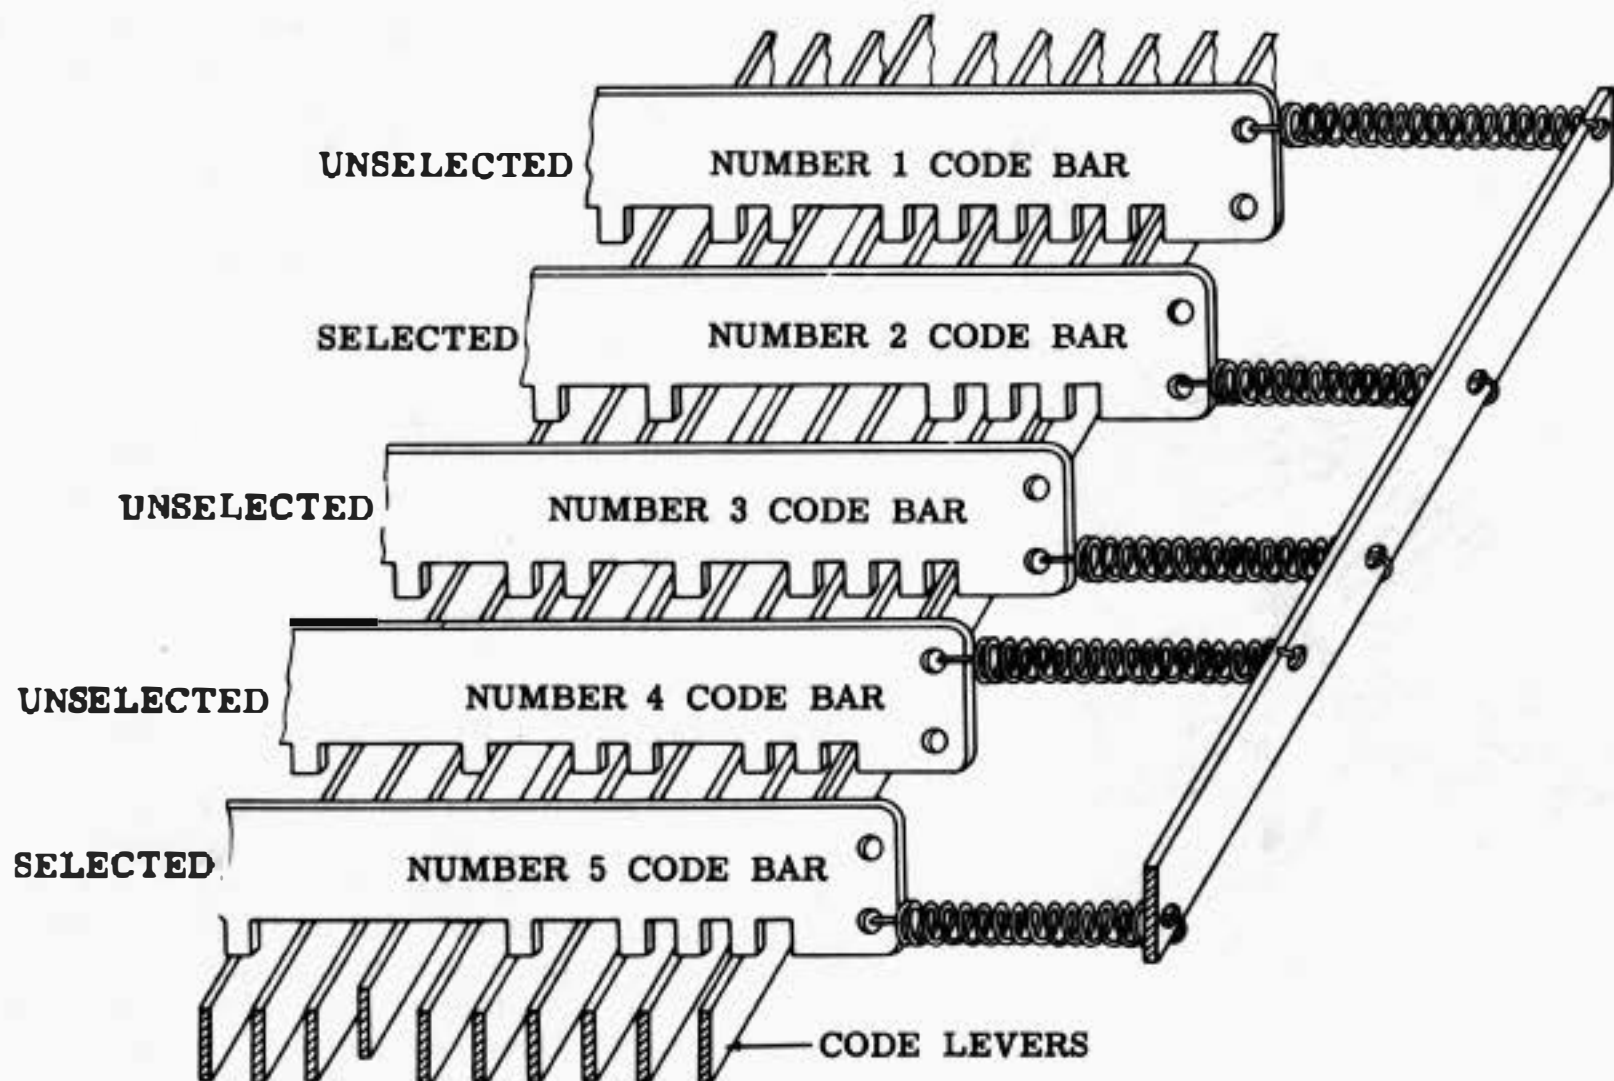 UNSELECTED NUMBER 1 CODE BAR
SELECTED NUMBER 2 CODE BAR
UNSELECTED NUMBER 3 CODE BAR
UNSELECTED NUMBER 4 CODE BAR
SELECTED NUMBER 5 CODE BAR
CODE LEVERS